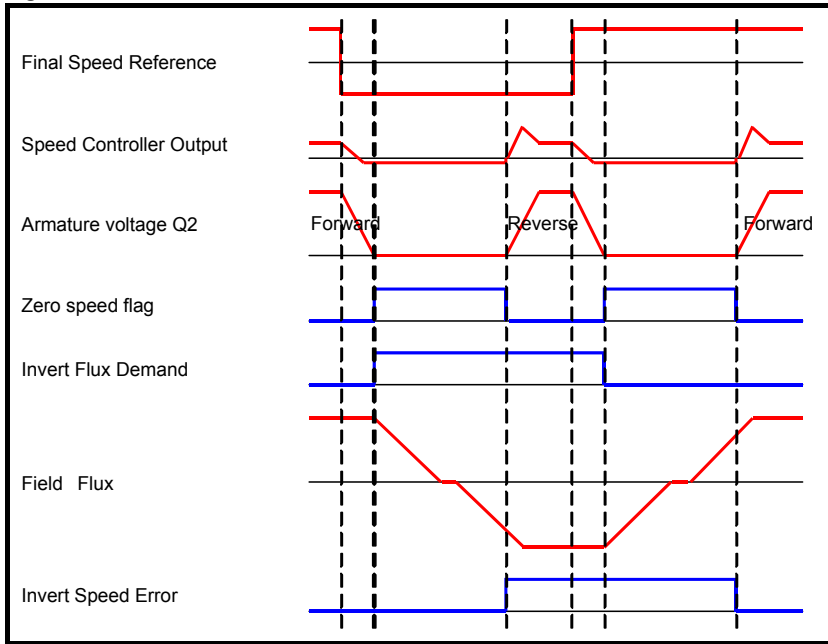 Final Speed Reference
Speed Controller Output
Armature voltage Q2
Forward
Reverse
Forward
Zero speed flag
Invert Flux Demand
Field Flux
Invert Speed Error